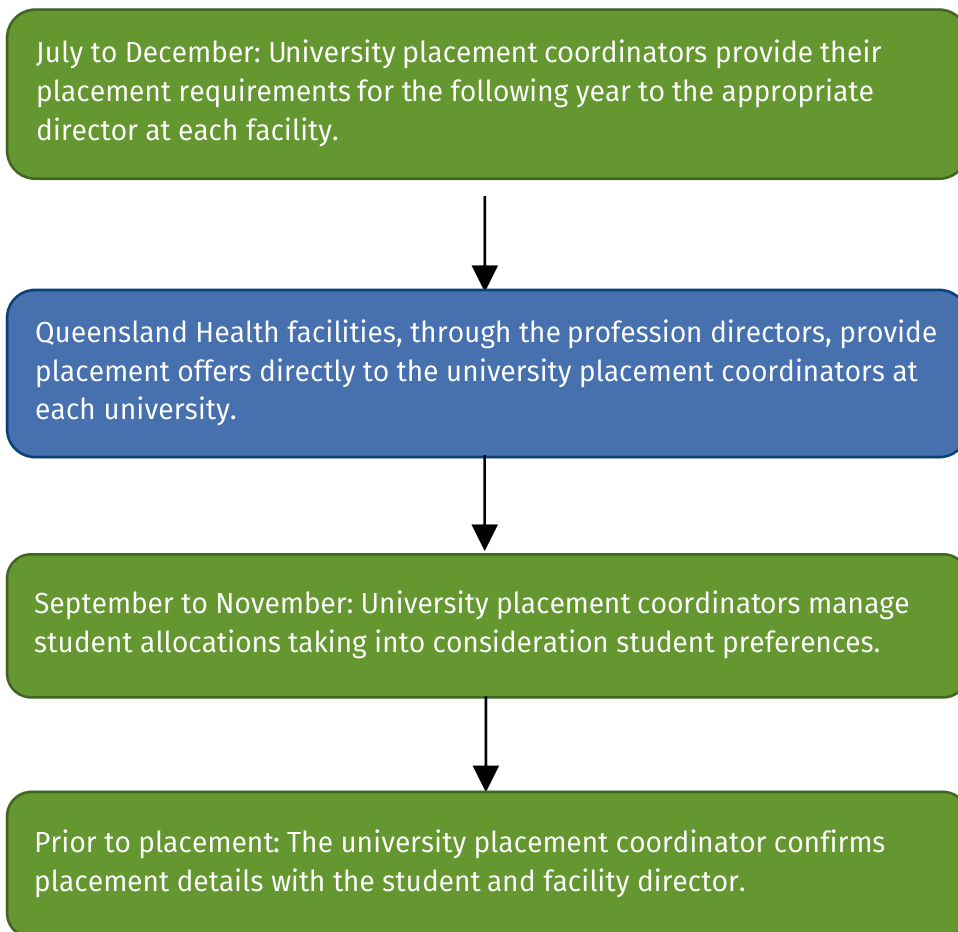 July to December: University placement coordinators provide their
placement requirements for the following year to the appropriate
director at each facility.
Queensland Health facilities, through the profession directors, provide
placement offers directly to the university placement coordinators at
each university.
September to November: University placement coordinators manage
student allocations taking into consideration student preferences.
Prior to placement: The university placement coordinator confirms
placement details with the student and facility director.